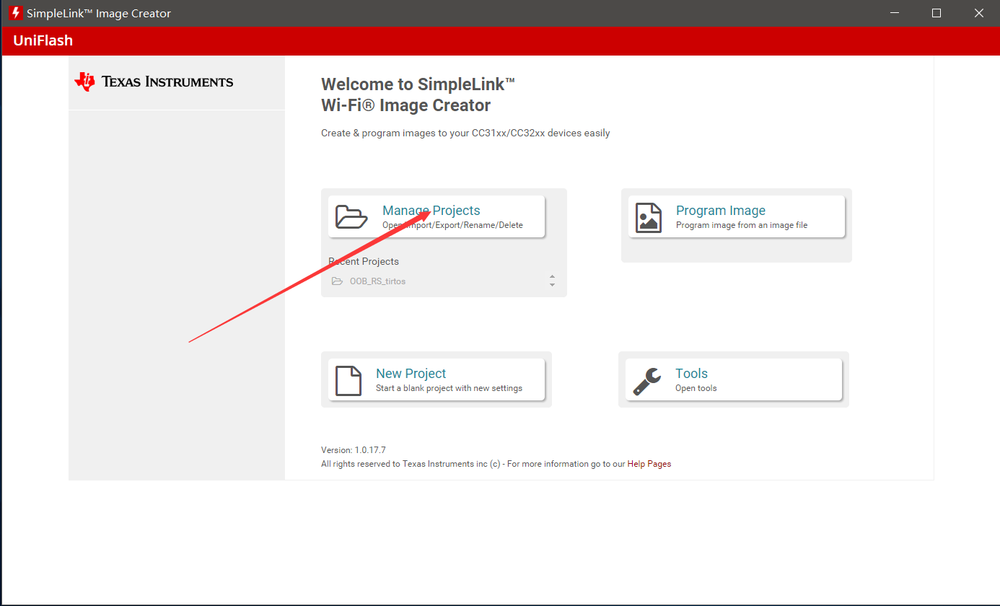 SimpleLink™ Image Creator
UniFlash
TEXAS INSTRUMENTS
Welcome to SimpleLink™
Wi-Fi® Image Creator
Create & program images to your CC31xx/CC32xx devices easily
Manage Projects
Open/Import/Export/Rename/Delete
Recent Projects
OOB_RS_tirtos
Program Image
Program image from an image file
New Project
Start a blank project with new settings
Tools
Open tools
Version: 1.0.17.7
All rights reserved to Texas Instruments inc (c) - For more information go to our Help Pages